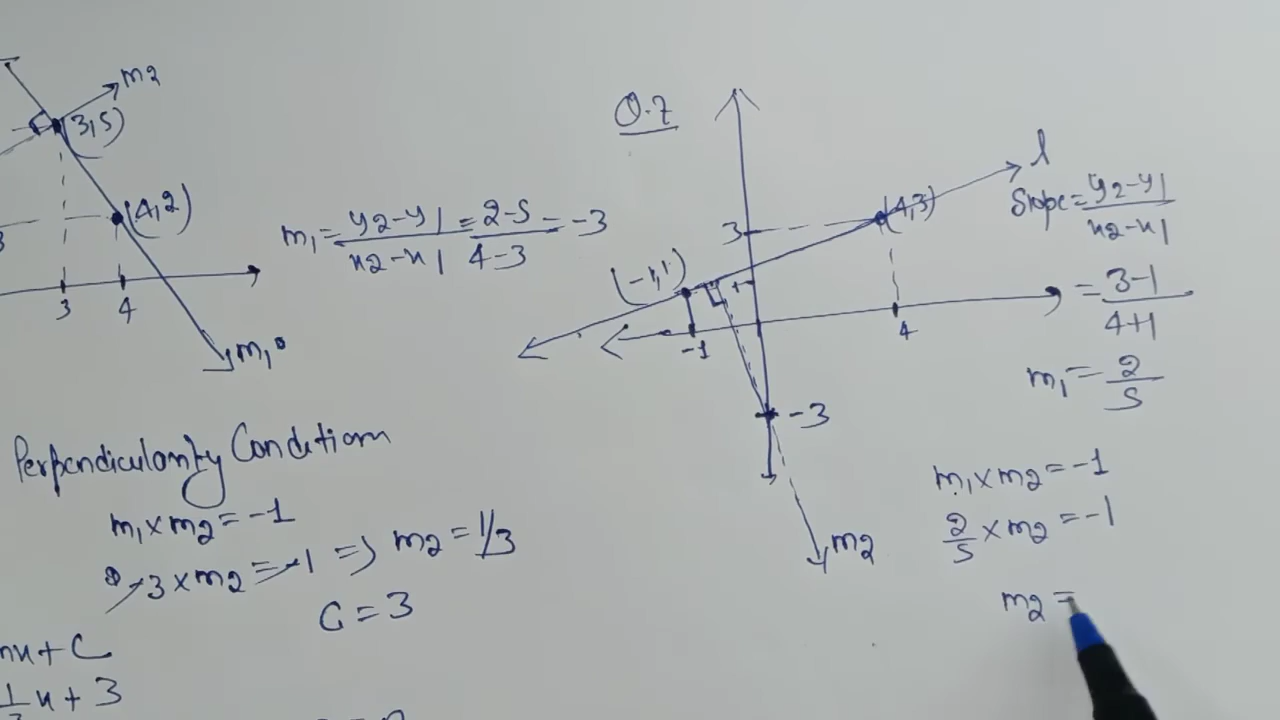 m2
(3,5)
(4,2)
3
4
m1
m1 = y2-y1/x2-x1 = 2-5/4-3 = -3
Perpendicularity Condition
m1 x m2 = -1
-3 x m2 = -1 => m2 = 1/3
C = 3
mx + C
x + 3
Q.7
l
(4,3)
Slope = y2-y1/x2-x1
3
(-1,1)
1
-1
4
= 3-1/4+1
m1 = 2/5
-3
m2
m1 x m2 = -1
2/5 x m2 = -1
m2 =